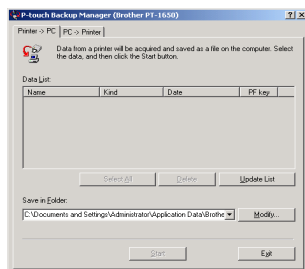 P-touch Backup Manager (Brother PT-1650)
Printer -> PC PC -> Printer
Data from a printer will be acquired and saved as a file on the computer. Select
the data, and then click the Start button.
Data List:
Name Kind Date PF key
Select All Delete Update List
Save in Folder:
C:\Documents and Settings\Administrator\Application Data\Brothe Modify...
Start Exit